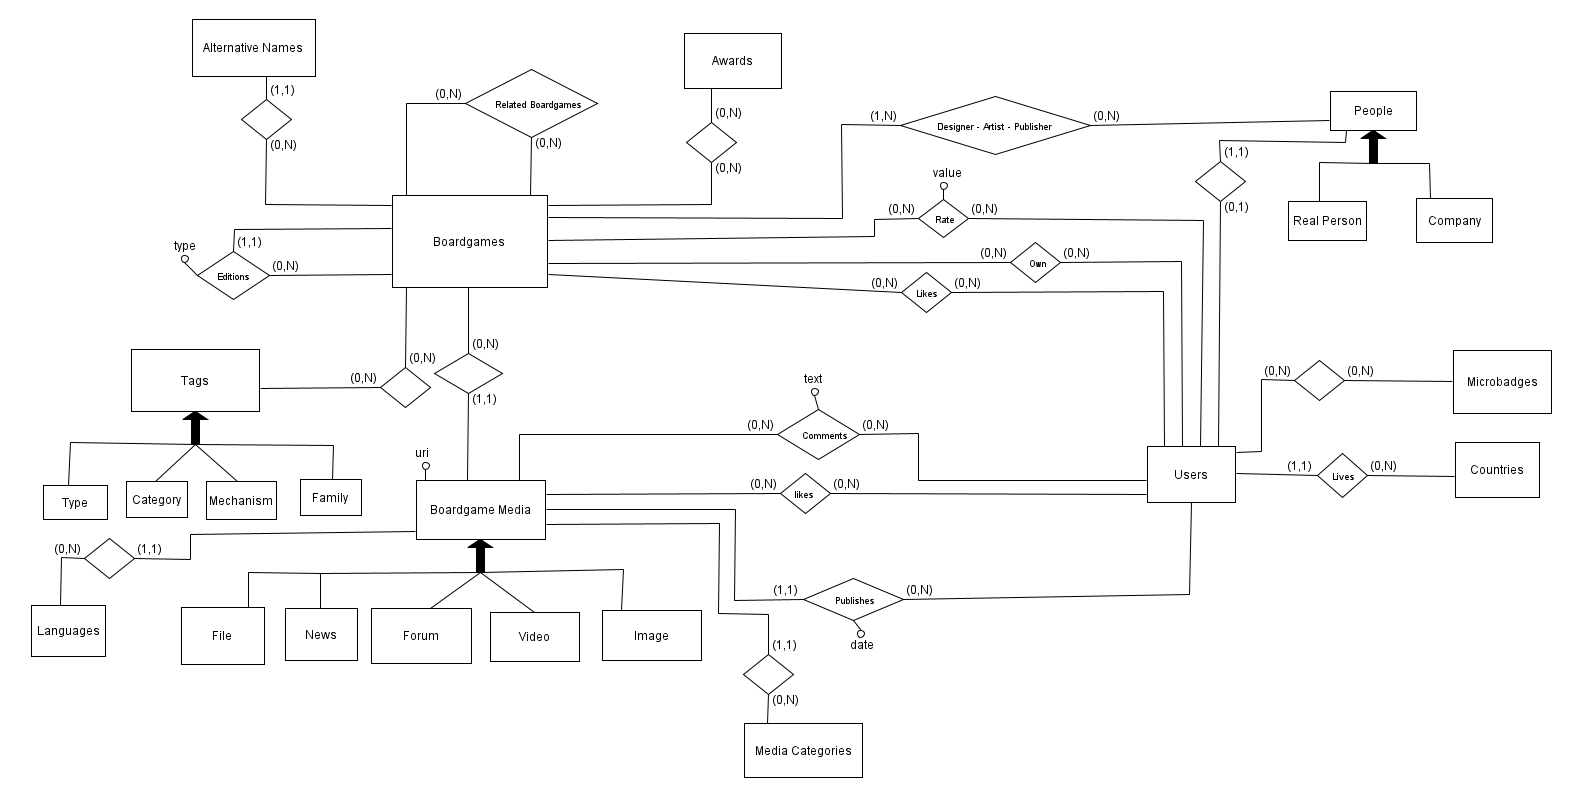 Alternative Names
(1,1)
(0,N)
(0,N)
Related Boardgames
(0,N)
Awards
(0,N)
(0,N)
(1,N)
Designer - Artist - Publisher
(0,N)
People
(1,1)
(0,1)
Real Person
Company
value
(0,N)
Rate
(0,N)
Boardgames
type
(1,1)
(0,N)
Editions
(0,N)
Own
(0,N)
(0,N)
Likes
(0,N)
Tags
(0,N)
(0,N)
(0,N)
(1,1)
Type
Category
Mechanism
Family
text
(0,N)
Comments
(0,N)
(0,N)
(0,N)
Microbadges
Users
(1,1)
Lives
(0,N)
Countries
uri
Boardgame Media
(0,N)
likes
(0,N)
(0,N)
(1,1)
Languages
File
News
Forum
Video
Image
(1,1)
Publishes
(0,N)
date
(1,1)
(0,N)
Media Categories